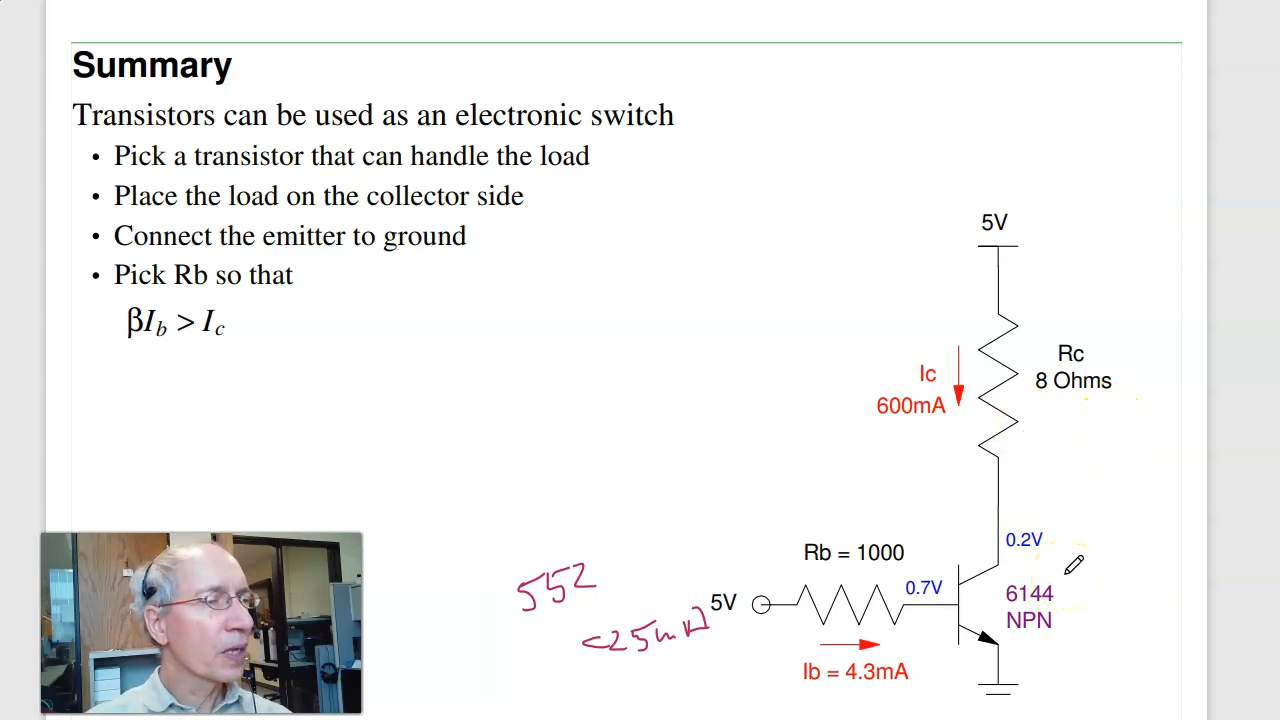 Summary
Transistors can be used as an electronic switch
• Pick a transistor that can handle the load
• Place the load on the collector side
• Connect the emitter to ground
• Pick Rb so that
βIb > Ic
5V
Rc
8 Ohms
Ic
600mA
0.2V
Rb = 1000
0.7V
5V
6144
NPN
Ib = 4.3mA
552
<25mA